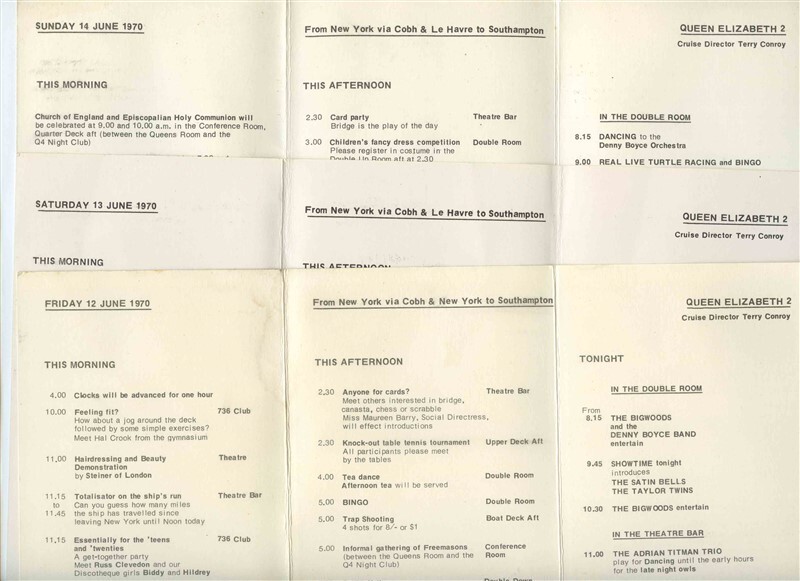 SUNDAY 14 JUNE 1970
From New York via Cobh & Le Havre to Southampton
QUEEN ELIZABETH 2
Cruise Director Terry Conroy
THIS MORNING
Church of England and Episcopalian Holy Communion will
be celebrated at 9.00 and 10.00 a.m. in the Conference Room,
Quarter Deck aft (between the Queens Room and the
Q4 Night Club)
THIS AFTERNOON
2.30 Card party Theatre Bar
Bridge is the play of the day
3.00 Children's fancy dress competition Double Room
Please register in costume in the
Double Up Room aft at 2.30
IN THE DOUBLE ROOM
8.15 DANCING to the
Denny Boyce Orchestra
9.00 REAL LIVE TURTLE RACING and BINGO
SATURDAY 13 JUNE 1970
From New York via Cobh & Le Havre to Southampton
QUEEN ELIZABETH 2
Cruise Director Terry Conroy
THIS MORNING
THIS AFTERNOON
FRIDAY 12 JUNE 1970
From New York via Cobh & New York to Southampton
QUEEN ELIZABETH 2
Cruise Director Terry Conroy
THIS MORNING
4.00 Clocks will be advanced for one hour
10.00 Feeling fit? 736 Club
How about a jog around the deck
followed by some simple exercises?
Meet Hal Crook from the gymnasium
11.00 Hairdressing and Beauty Theatre
Demonstration
by Steiner of London
11.15 Totalisator on the ship's run Theatre Bar
to Can you guess how many miles
11.45 the ship has travelled since
leaving New York until Noon today
11.15 Essentially for the 'teens 736 Club
and 'twenties
A get-together party
Meet Russ Clevedon and our
Discotheque girls Biddy and Hildrey
THIS AFTERNOON
2.30 Anyone for cards? Theatre Bar
Meet others interested in bridge,
canasta, chess or scrabble
Miss Maureen Barry, Social Directress,
will effect introductions
2.30 Knock-out table tennis tournament Upper Deck Aft
All participants please meet
by the tables
4.00 Tea dance Double Room
Afternoon tea will be served
5.00 BINGO Double Room
5.00 Trap Shooting Boat Deck Aft
4 shots for 8/- or $1
5.00 Informal gathering of Freemasons Conference
(between the Queens Room and the Room
Q4 Night Club)
TONIGHT
IN THE DOUBLE ROOM
From
8.15 THE BIGWOODS
and the
DENNY BOYCE BAND
entertain
9.45 SHOWTIME tonight
introduces
THE SATIN BELLS
THE TAYLOR TWINS
10.30 THE BIGWOODS entertain
IN THE THEATRE BAR
11.00 THE ADRIAN TITMAN TRIO
play for Dancing until the early hours
for the late night owls